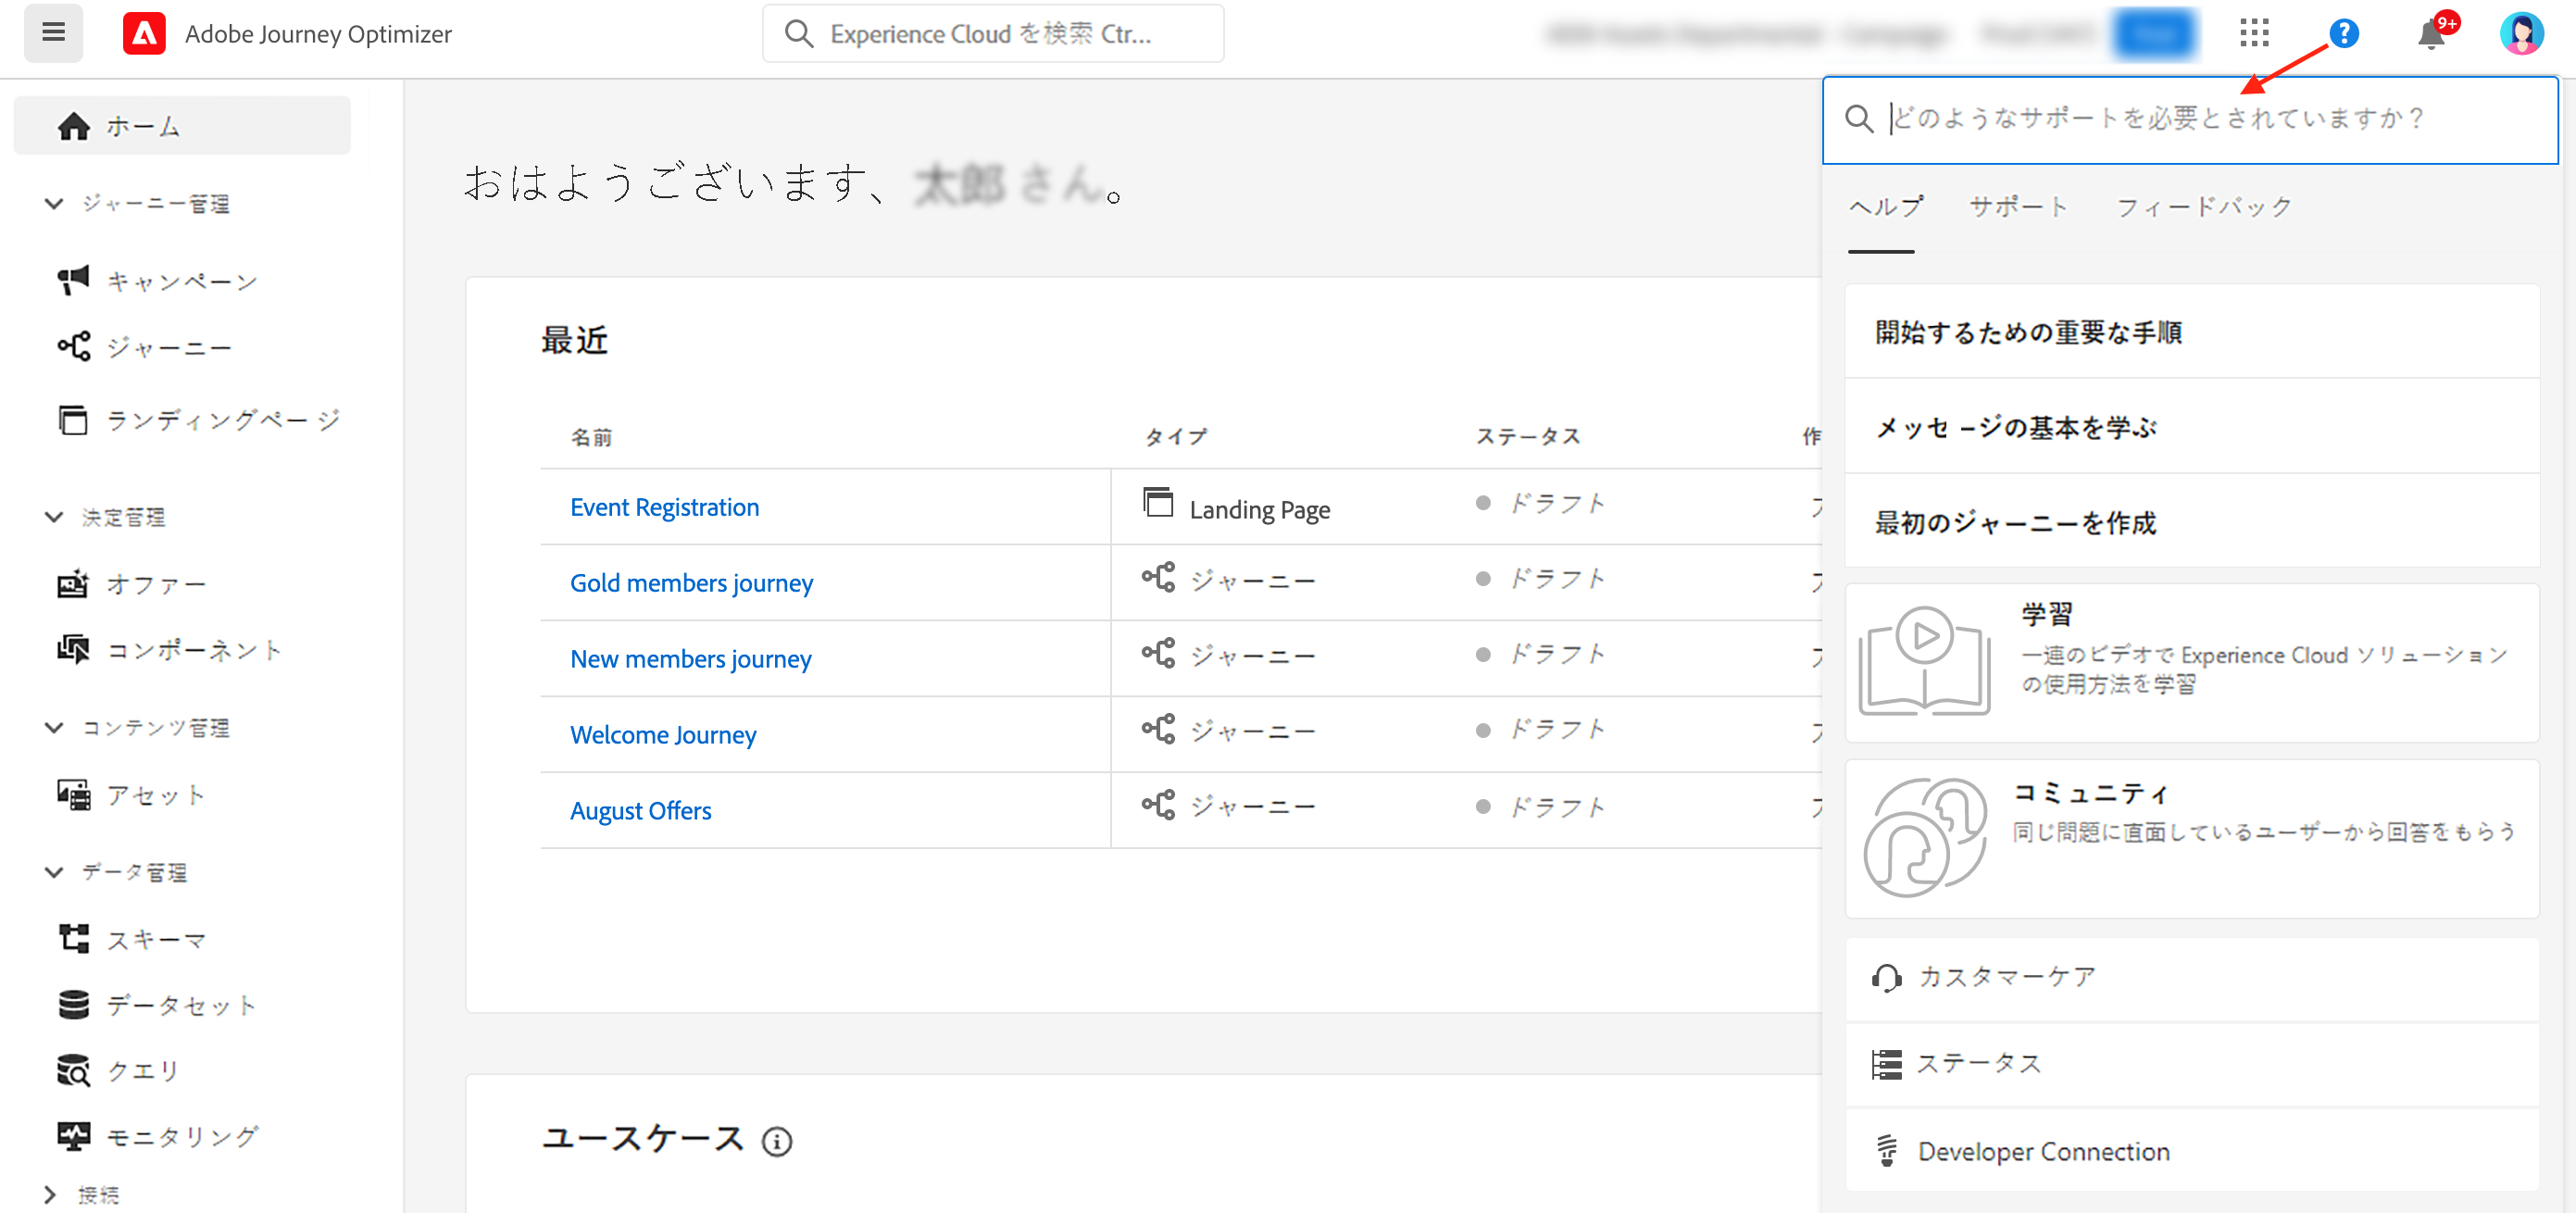 Adobe Journey Optimizer
Experience Cloud を検索 Ctr...
9+
ホーム
ジャーニー管理
キャンペーン
ジャーニー
ランディングページ
決定管理
オファー
コンポーネント
コンテンツ管理
アセット
データ管理
スキーマ
データセット
クエリ
モニタリング
接続
おはようございます、太郎 さん。
最近
名前 タイプ ステータス 作
Event Registration Landing Page ドラフト
Gold members journey ジャーニー ドラフト
New members journey ジャーニー ドラフト
Welcome Journey ジャーニー ドラフト
August Offers ジャーニー ドラフト
ユースケース
どのようなサポートを必要とされていますか？
ヘルプ サポート フィードバック
開始するための重要な手順
メッセージの基本を学ぶ
最初のジャーニーを作成
学習
一連のビデオで Experience Cloud ソリューション
の使用方法を学習
コミュニティ
同じ問題に直面しているユーザーから回答をもらう
カスタマーケア
ステータス
Developer Connection